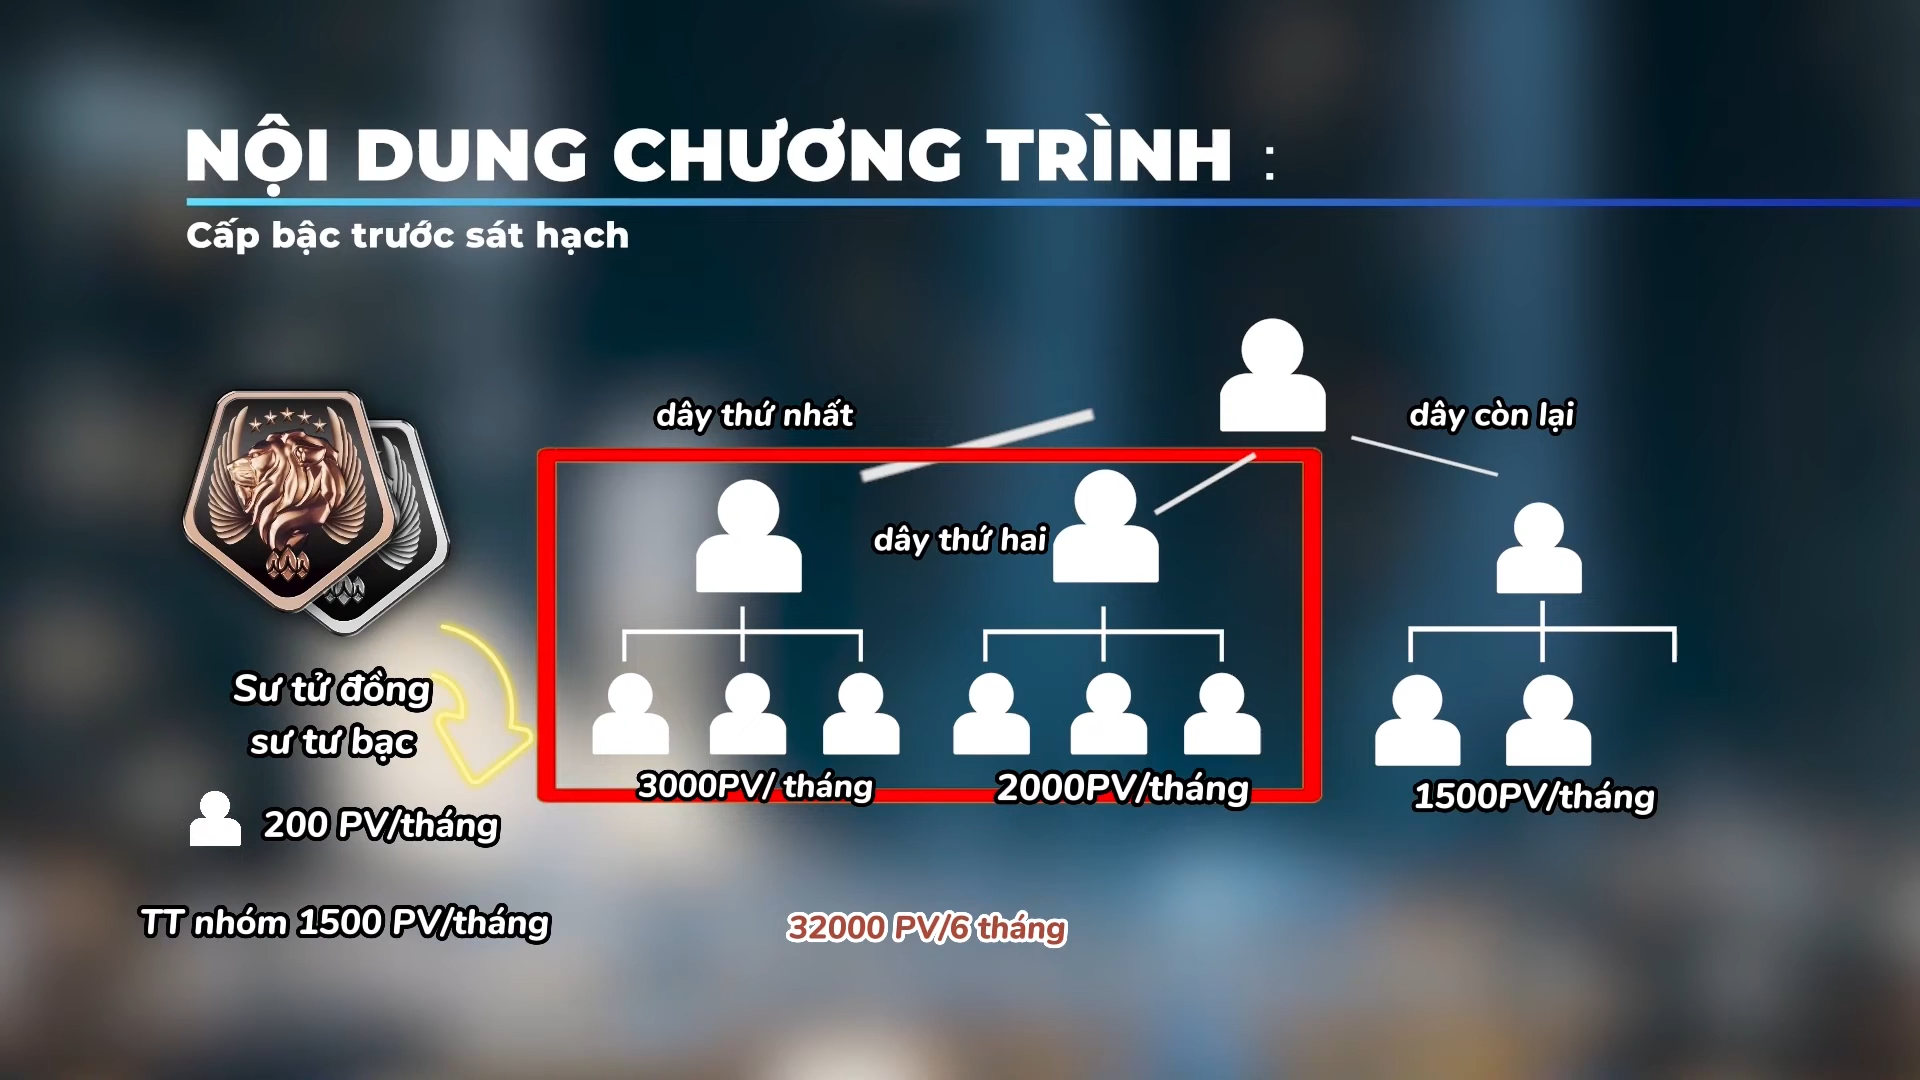 NỘI DUNG CHƯƠNG TRÌNH :
Cấp bậc trước sát hạch
dây thứ nhất
dây còn lại
dây thứ hai
Sư tử đồng
sư tư bạc
3000PV/ tháng
2000PV/tháng
1500PV/tháng
200 PV/tháng
TT nhóm 1500 PV/tháng
32000 PV/6 tháng